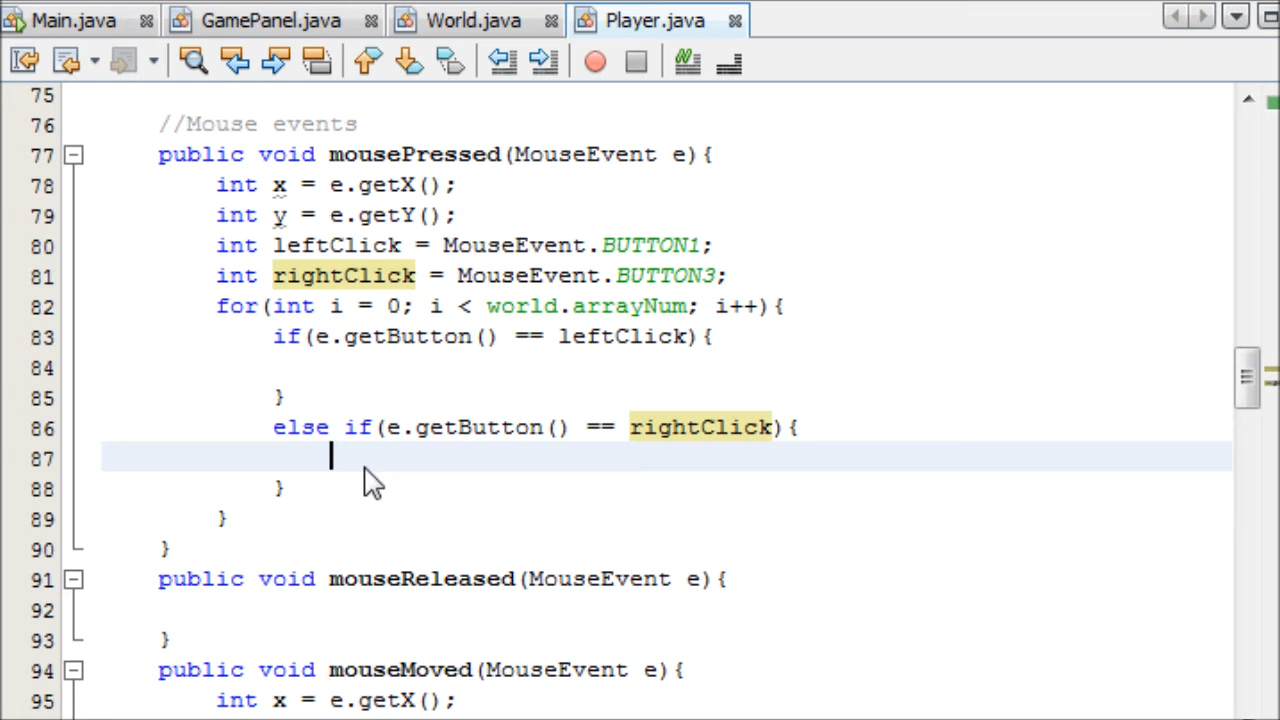 Main.java GamePanel.java World.java Player.java
75
76 //Mouse events
77 public void mousePressed(MouseEvent e){
78 int x = e.getX();
79 int y = e.getY();
80 int leftClick = MouseEvent.BUTTON1;
81 int rightClick = MouseEvent.BUTTON3;
82 for(int i = 0; i < world.arrayNum; i++){
83 if(e.getButton() == leftClick){
84
85 }
86 else if(e.getButton() == rightClick){
87
88 }
89 }
90 }
91 public void mouseReleased(MouseEvent e){
92
93 }
94 public void mouseMoved(MouseEvent e){
95 int x = e.getX();